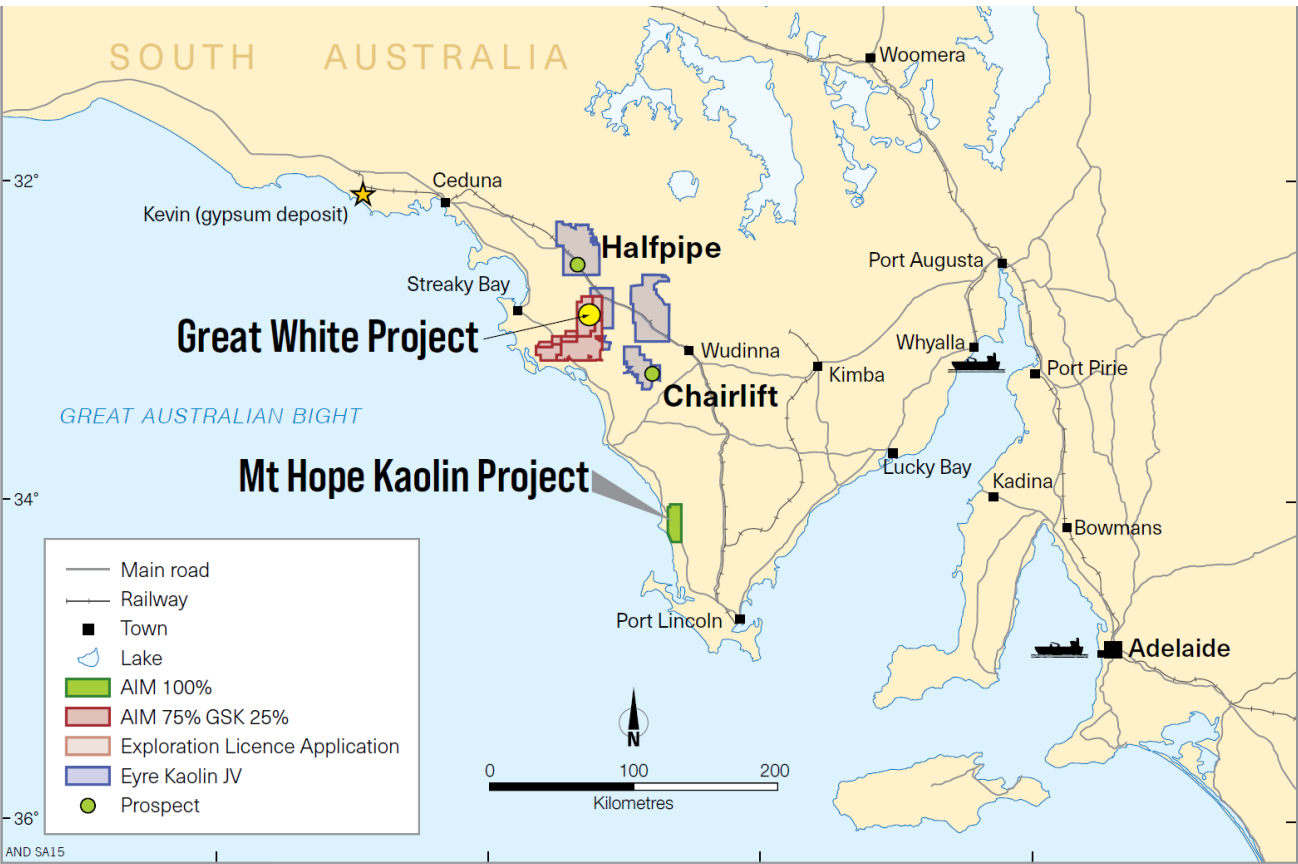 SOUTH AUSTRALIA
Woomera
32°
Ceduna
Kevin (gypsum deposit)
Halfpipe
Port Augusta
Streaky Bay
Great White Project
Wudinna
Whyalla
Port Pirie
Kimba
Chairlift
GREAT AUSTRALIAN BIGHT
Lucky Bay
Mt Hope Kaolin Project
Kadina
34°
Bowmans
Port Lincoln
Adelaide
Main road
Railway
Town
Lake
AIM 100%
AIM 75% GSK 25%
Exploration Licence Application
Eyre Kaolin JV
Prospect
N
0 100 200
Kilometres
36°
AND SA15